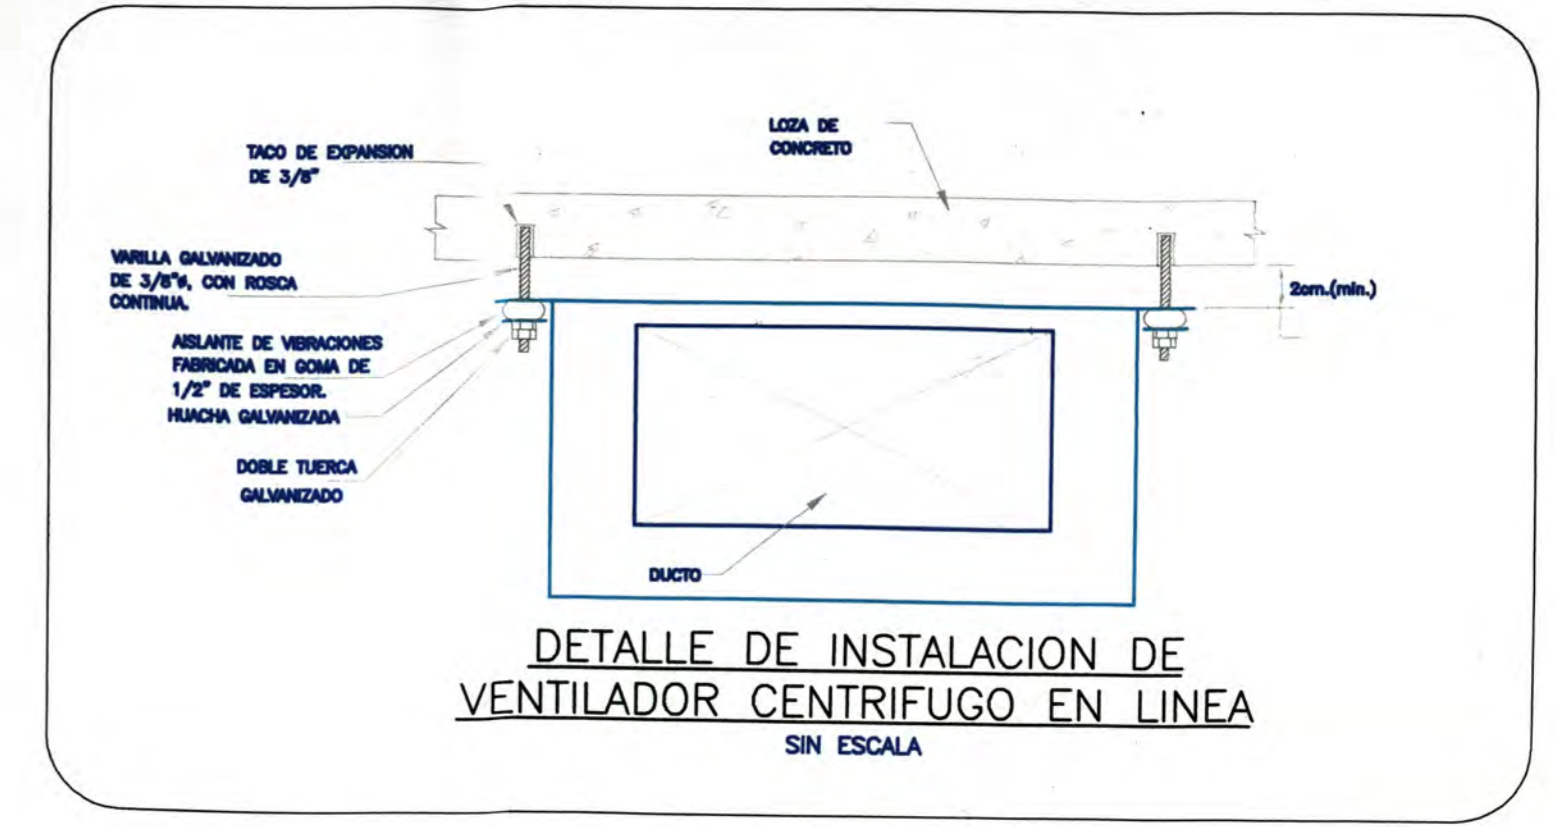 LOZA DE
CONCRETO
TACO DE EXPANSION
DE 3/8"
VARILLA GALVANIZADO
DE 3/8"ø, CON ROSCA
CONTINUA.
2cm.(min.)
AISLANTE DE VIBRACIONES
FABRICADA EN GOMA DE
1/2" DE ESPESOR.
HUACHA GALVANIZADA
DOBLE TUERCA
GALVANIZADO
DUCTO
DETALLE DE INSTALACION DE
VENTILADOR CENTRIFUGO EN LINEA
SIN ESCALA